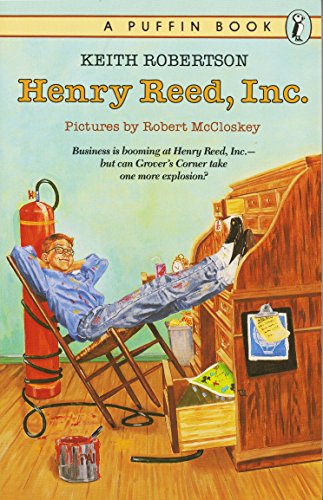 A PUFFIN BOOK
KEITH ROBERTSON
Henry Reed, Inc.
Pictures by Robert McCloskey
Business is booming at Henry Reed, Inc.—
but can Grover's Corner take
one more explosion?